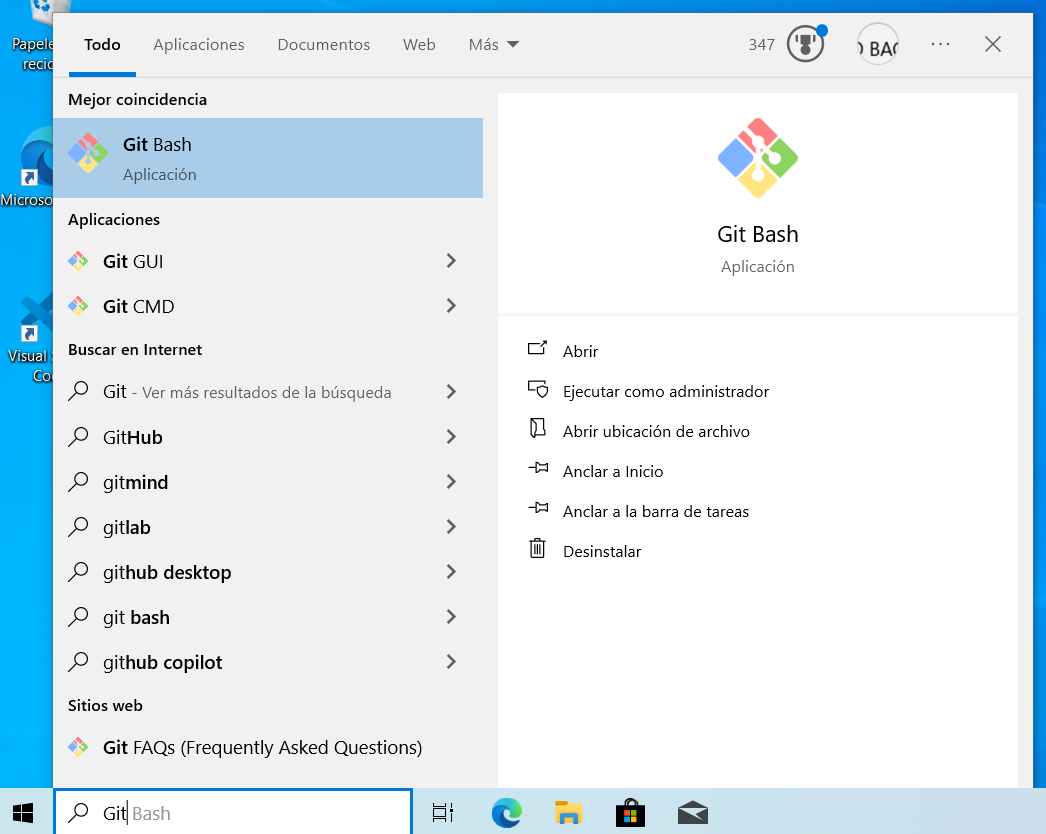 Todo
Aplicaciones
Documentos
Web
Más
347
BAC
Papele
recic
Mejor coincidencia
Git Bash
Aplicación
Microso
Aplicaciones
Git GUI
Git CMD
Visual S
Co
Buscar en Internet
Git - Ver más resultados de la búsqueda
GitHub
gitmind
gitlab
github desktop
git bash
github copilot
Sitios web
Git FAQs (Frequently Asked Questions)
Git Bash
Aplicación
Abrir
Ejecutar como administrador
Abrir ubicación de archivo
Anclar a Inicio
Anclar a la barra de tareas
Desinstalar
Git Bash